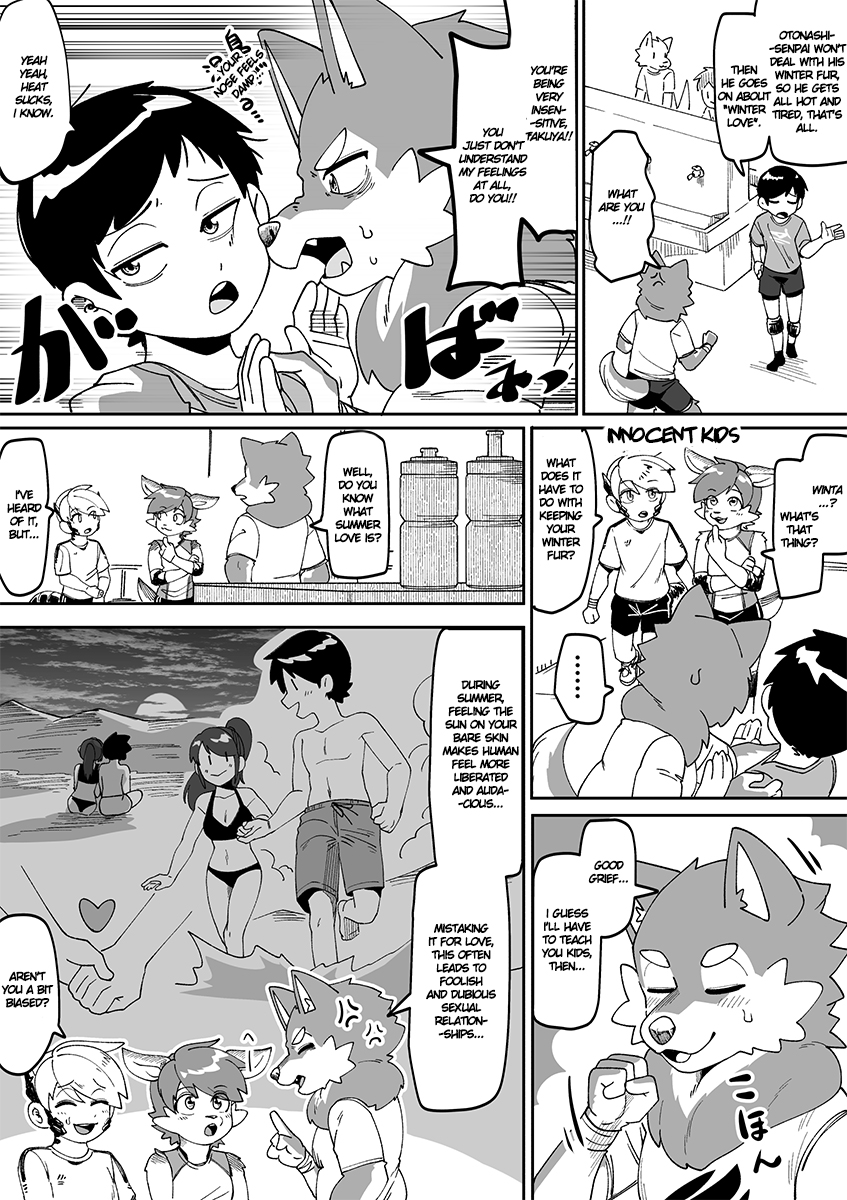 OTONASHI-
-SENPAI WON'T
DEAL WITH HIS
WINTER FUR,
SO HE GETS
ALL HOT AND
TIRED, THAT'S
ALL.
THEN
HE GOES
ON ABOUT
"WINTER
LOVE".
WHAT
ARE YOU
...!!
YOU'RE
BEING
VERY
INSEN-
-SITIVE,
TAKUYA!!
YOU
JUST DON'T
UNDERSTAND
MY FEELINGS
AT ALL,
DO YOU!!
YOUR
NOSE FEELS
DAMP...
YEAH
YEAH,
HEAT
SUCKS,
I KNOW.
がばぁっ
INNOCENT KIDS
WINTA
...?
WHAT'S
THAT
THING?
WHAT DOES
IT HAVE
TO DO WITH
KEEPING
YOUR
WINTER
FUR?
......
WELL,
DO YOU
KNOW
WHAT
SUMMER
LOVE IS?
I'VE
HEARD
OF IT,
BUT...
GOOD
GRIEF...
I GUESS
I'LL HAVE
TO TEACH
YOU KIDS,
THEN...
こほん
DURING
SUMMER,
FEELING THE
SUN ON YOUR
BARE SKIN
MAKES HUMAN
FEEL MORE
LIBERATED
AND AUDA-
-CIOUS...
MISTAKING
IT FOR LOVE,
THIS OFTEN
LEADS TO
FOOLISH
AND DUBIOUS
SEXUAL
RELATION-
-SHIPS...
AREN'T
YOU A BIT
BIASED?